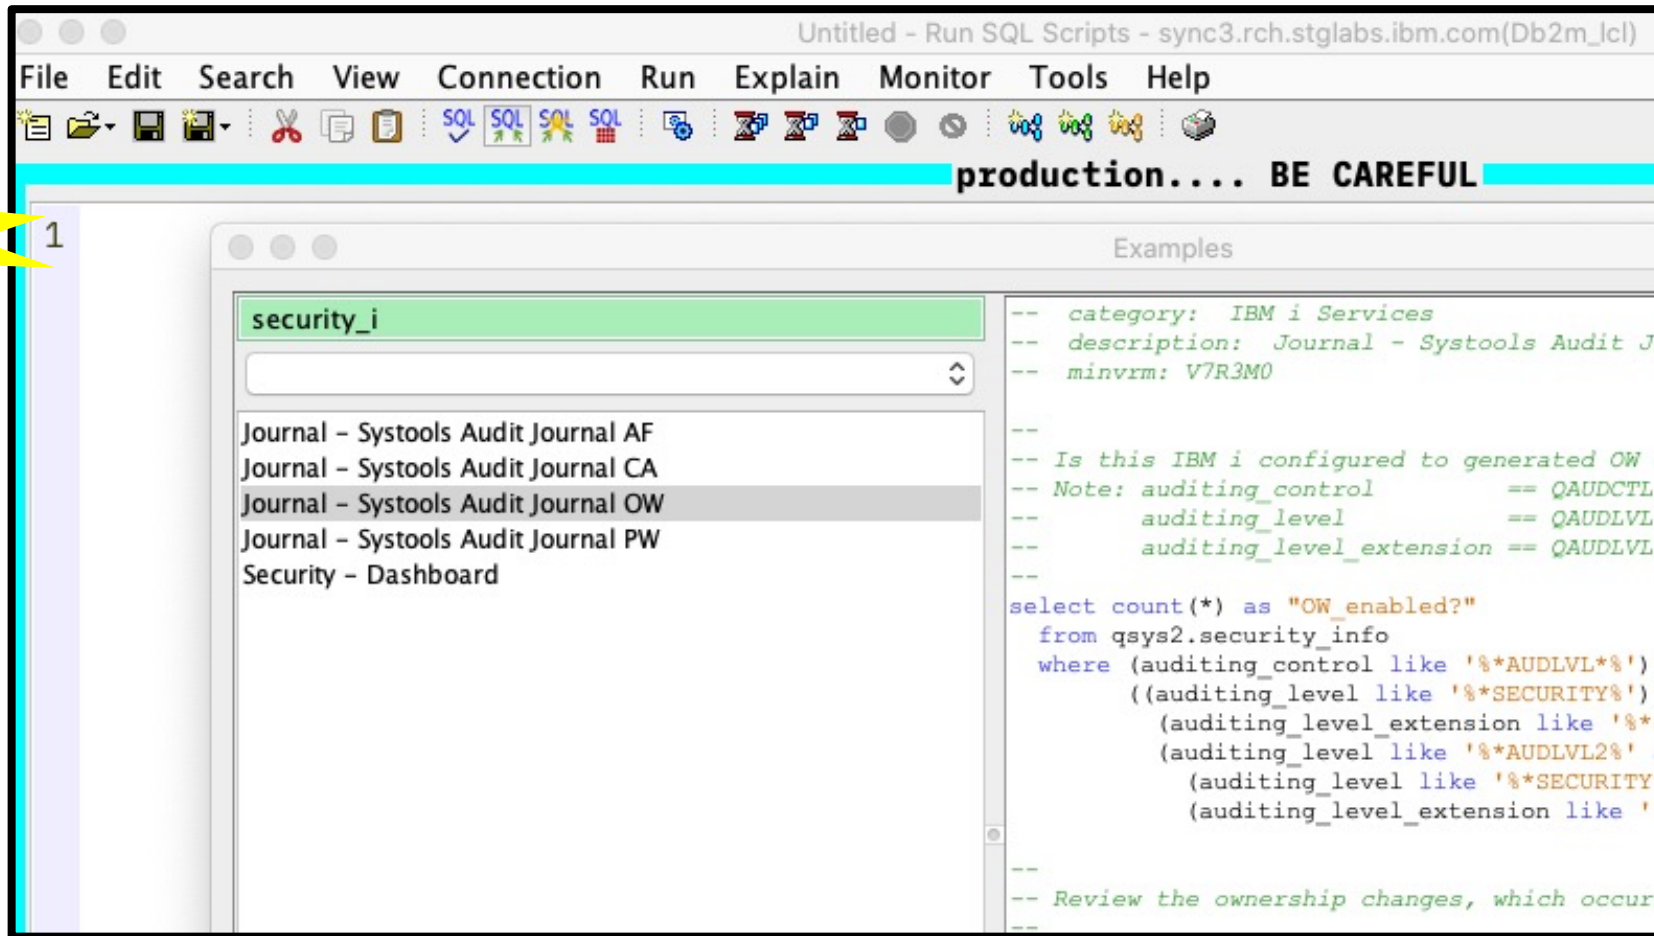 Untitled - Run SQL Scripts - sync3.rch.stglabs.ibm.com(Db2m_lcl)
File Edit Search View Connection Run Explain Monitor Tools Help
SQL SQL SQL SQL
production.... BE CAREFUL
1
Examples
security_i
Journal - Systools Audit Journal AF
Journal - Systools Audit Journal CA
Journal - Systools Audit Journal OW
Journal - Systools Audit Journal PW
Security - Dashboard
-- category: IBM i Services
-- description: Journal - Systools Audit J
-- minvrm: V7R3M0
--
-- Is this IBM i configured to generated OW
-- Note: auditing_control == QAUDCTL
-- auditing_level == QAUDLVL
-- auditing_level_extension == QAUDLVL
--
select count(*) as "OW_enabled?"
from qsys2.security_info
where (auditing_control like '%*AUDLVL*%')
((auditing_level like '%*SECURITY%')
(auditing_level_extension like '%*
(auditing_level like '%*AUDLVL2%'
(auditing_level like '%*SECURITY
(auditing_level_extension like '
--
-- Review the ownership changes, which occur
--